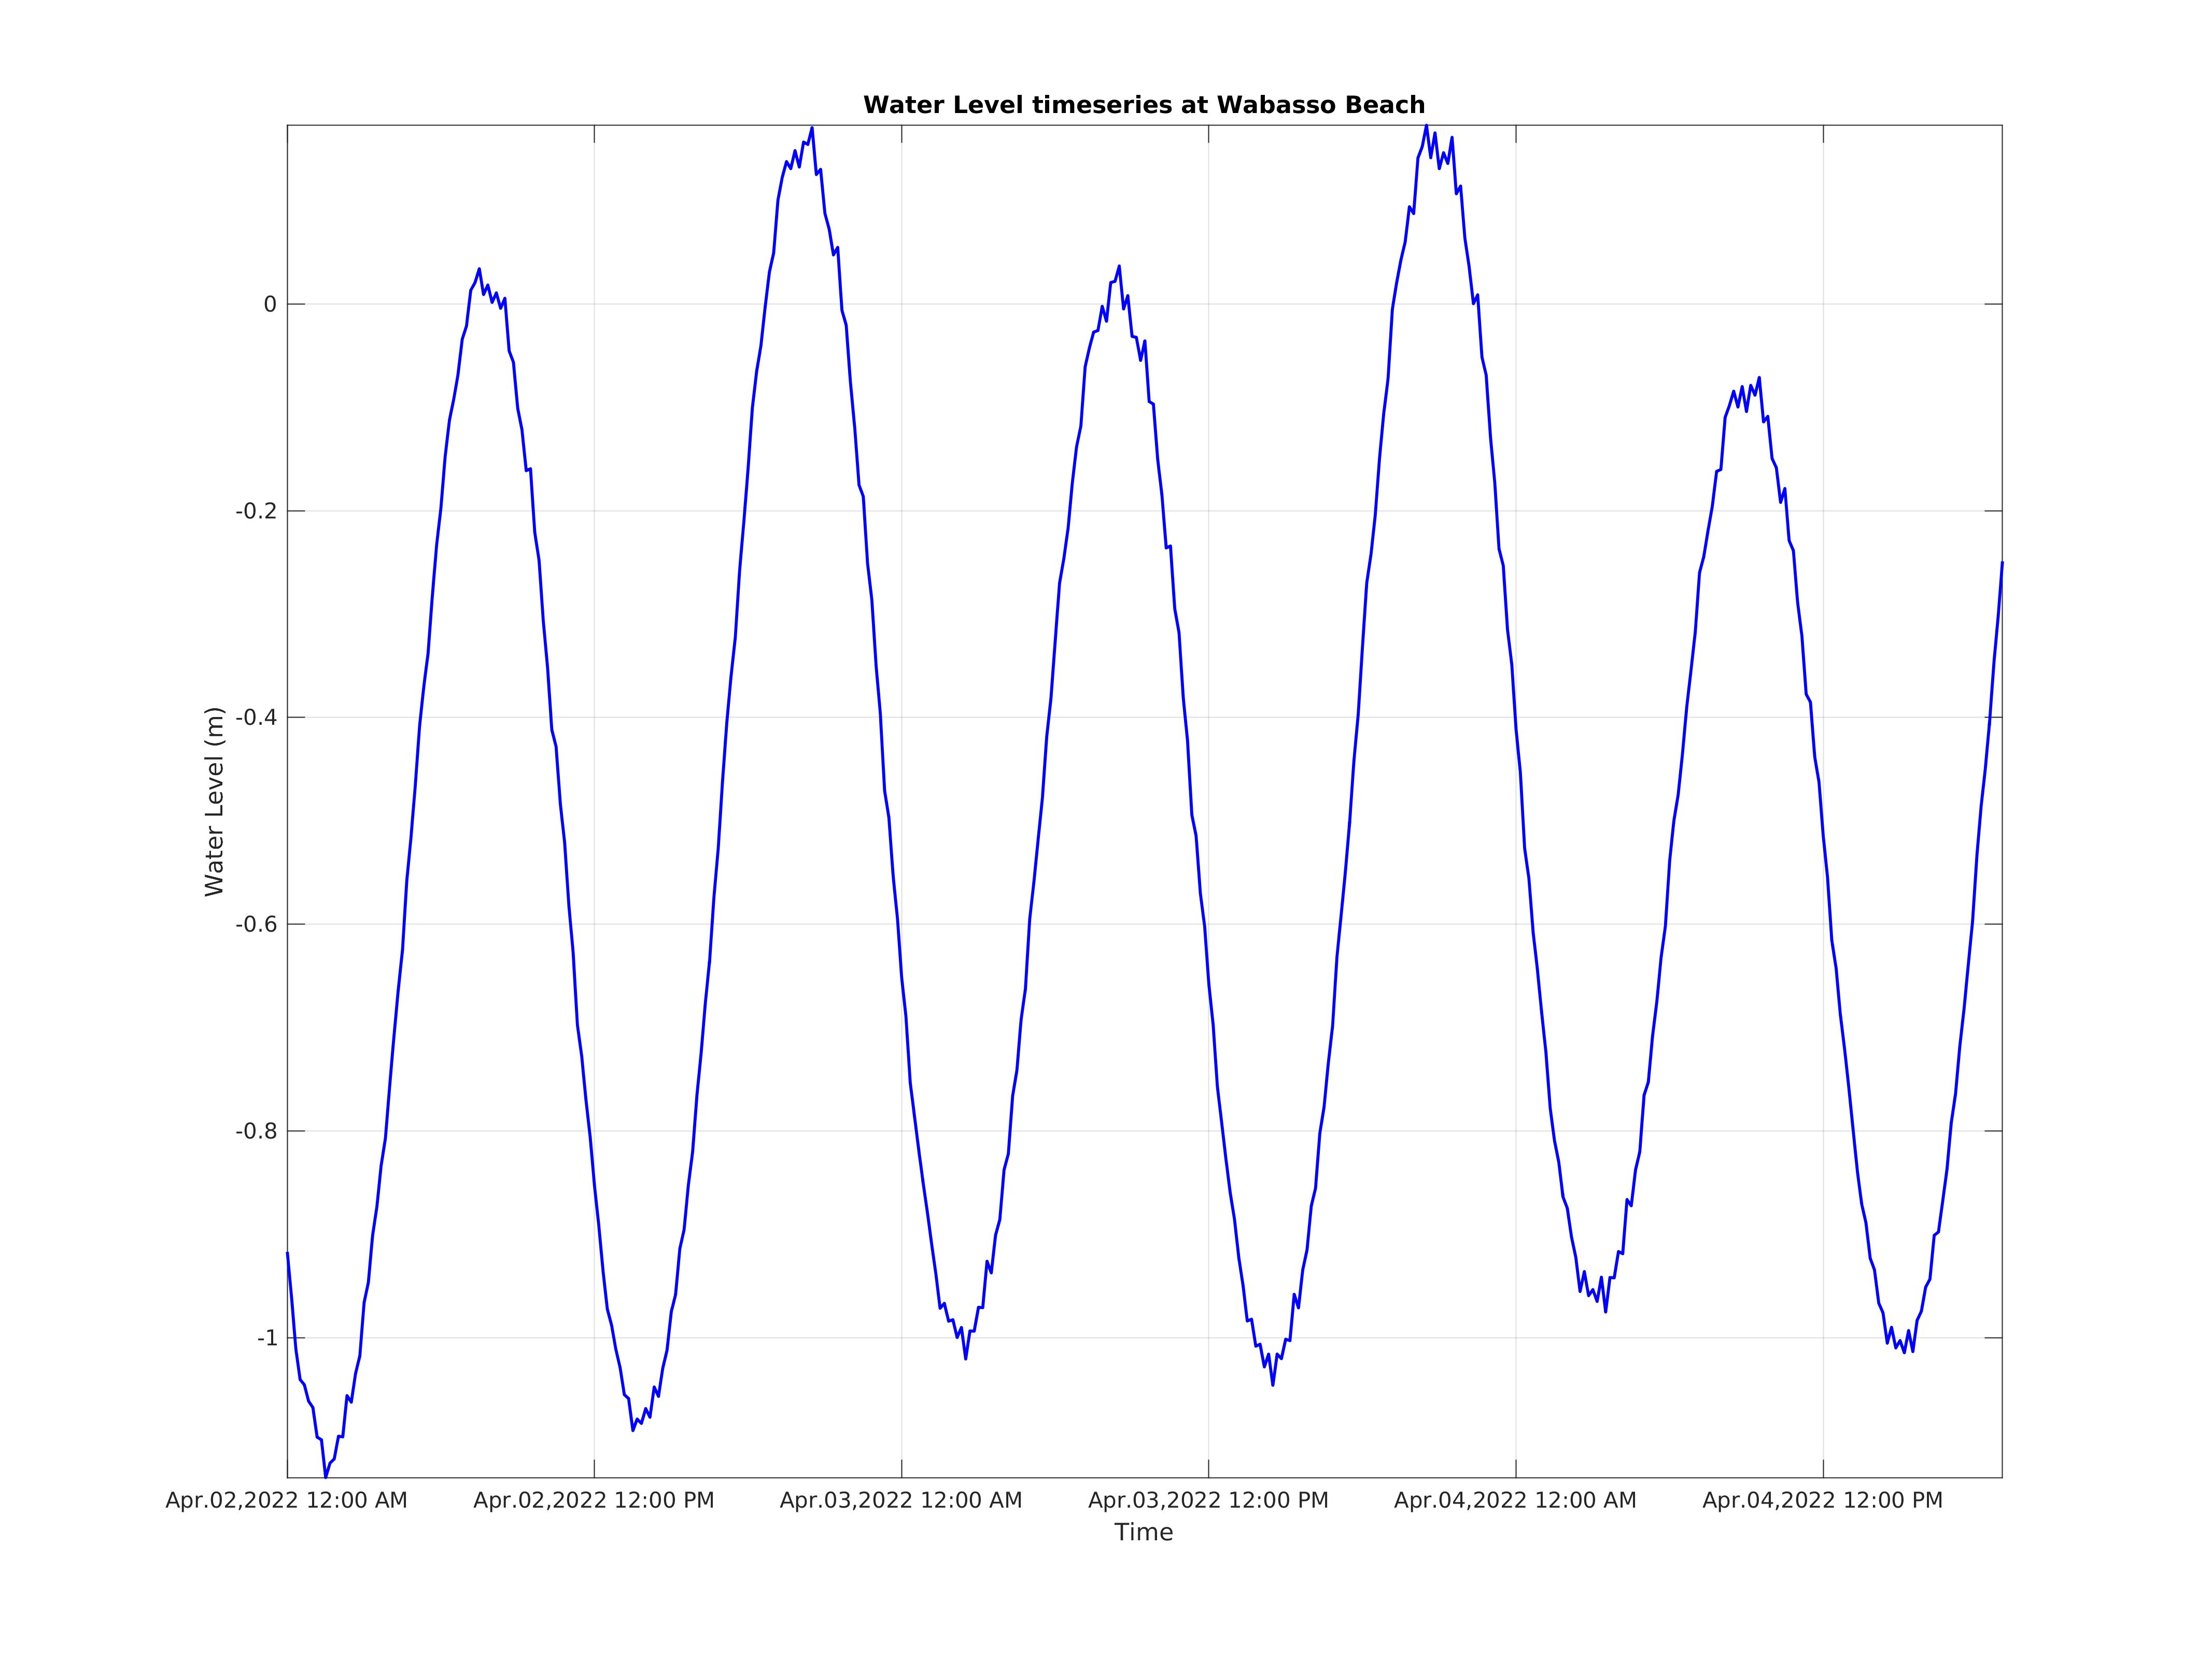 Water Level timeseries at Wabasso Beach
0
-0.2
-0.4
-0.6
-0.8
-1
Water Level (m)
Apr.02,2022 12:00 AM Apr.02,2022 12:00 PM Apr.03,2022 12:00 AM Apr.03,2022 12:00 PM Apr.04,2022 12:00 AM Apr.04,2022 12:00 PM
Time